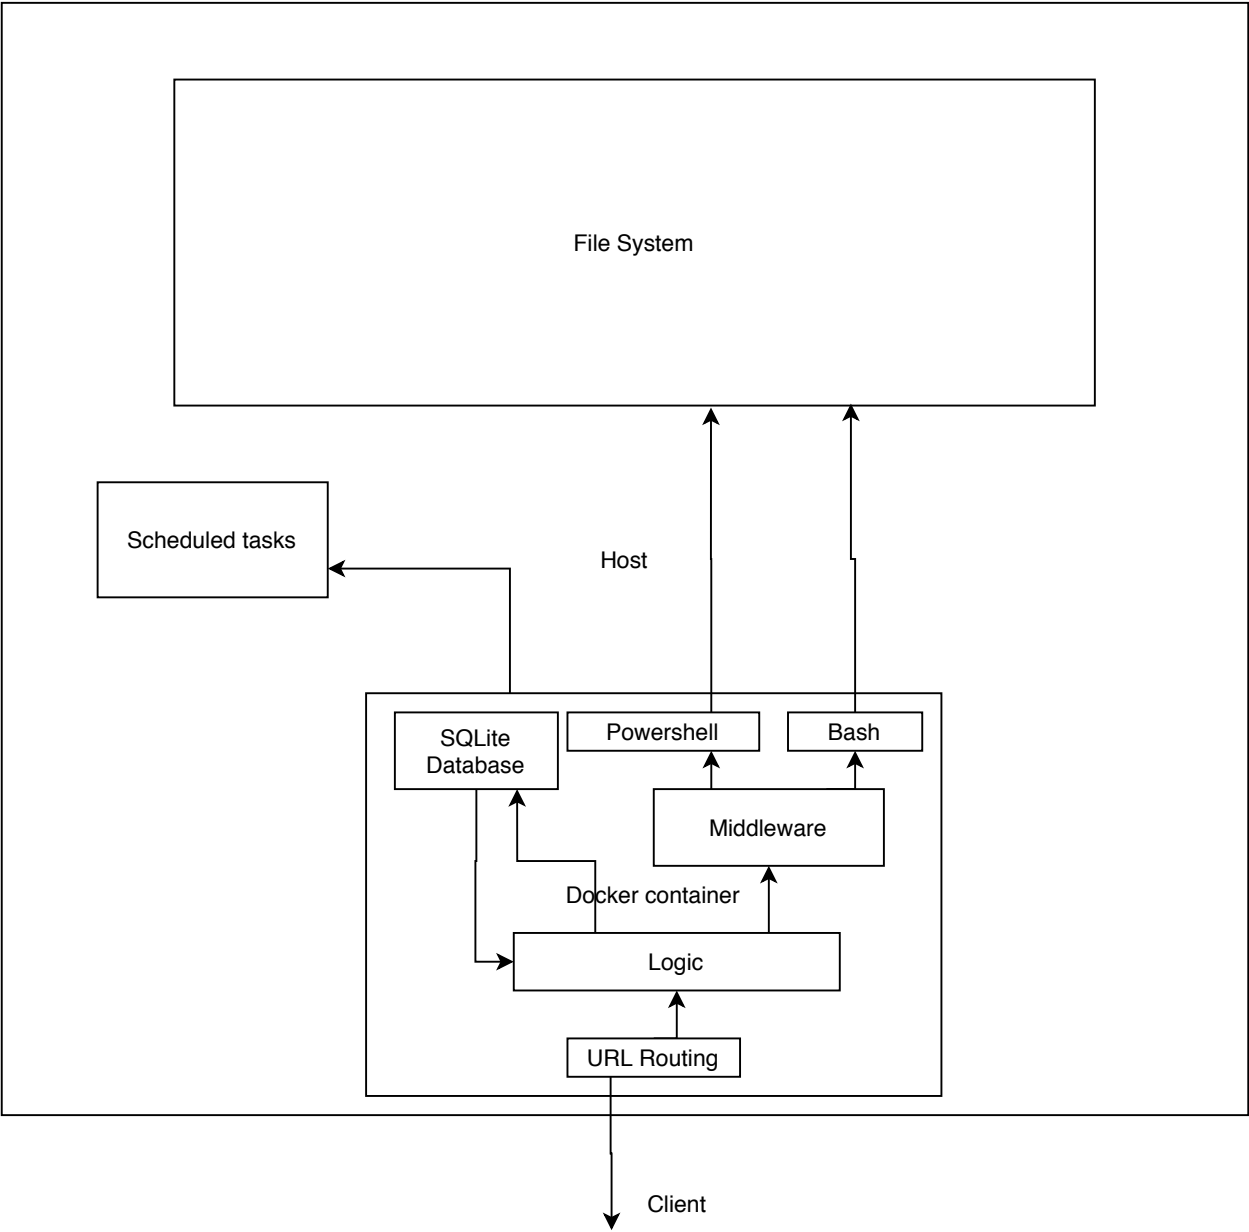 File System
Scheduled tasks
Host
SQLite
Database
Powershell
Bash
Middleware
Docker container
Logic
URL Routing
Client